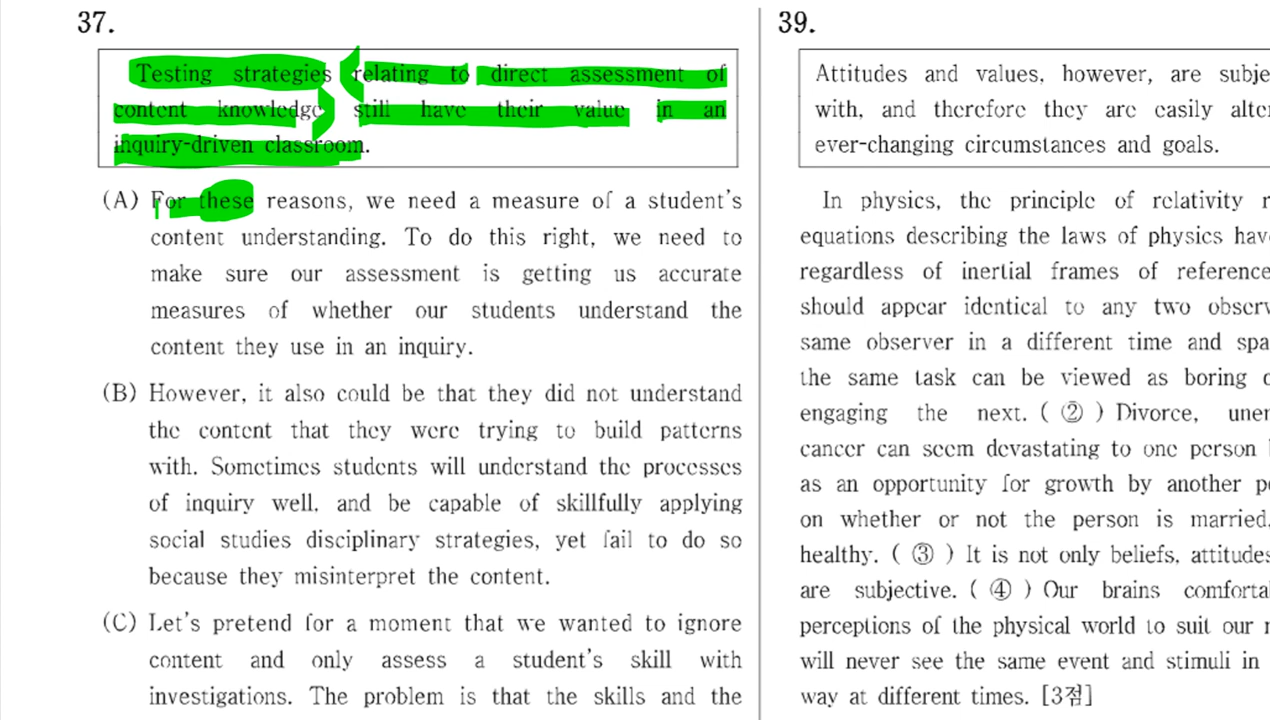 37.
Testing strategies relating to direct assessment of
content knowledge still have their value in an
inquiry-driven classroom.
(A) For these reasons, we need a measure of a student's
content understanding. To do this right, we need to
make sure our assessment is getting us accurate
measures of whether our students understand the
content they use in an inquiry.
(B) However, it also could be that they did not understand
the content that they were trying to build patterns
with. Sometimes students will understand the processes
of inquiry well, and be capable of skillfully applying
social studies disciplinary strategies, yet fail to do so
because they misinterpret the content.
(C) Let's pretend for a moment that we wanted to ignore
content and only assess a student's skill with
investigations. The problem is that the skills and the
39.
Attitudes and values, however, are subje
with, and therefore they are easily alte
ever-changing circumstances and goals.
In physics, the principle of relativity r
equations describing the laws of physics hav
regardless of inertial frames of reference
should appear identical to any two observ
same observer in a different time and spa
the same task can be viewed as boring o
engaging the next. ( ② ) Divorce, uner
cancer can seem devastating to one person
as an opportunity for growth by another pe
on whether or not the person is married,
healthy. ( ③ ) It is not only beliefs, attitudes
are subjective. ( ④ ) Our brains comforta
perceptions of the physical world to suit our
will never see the same event and stimuli in
way at different times. [3점]